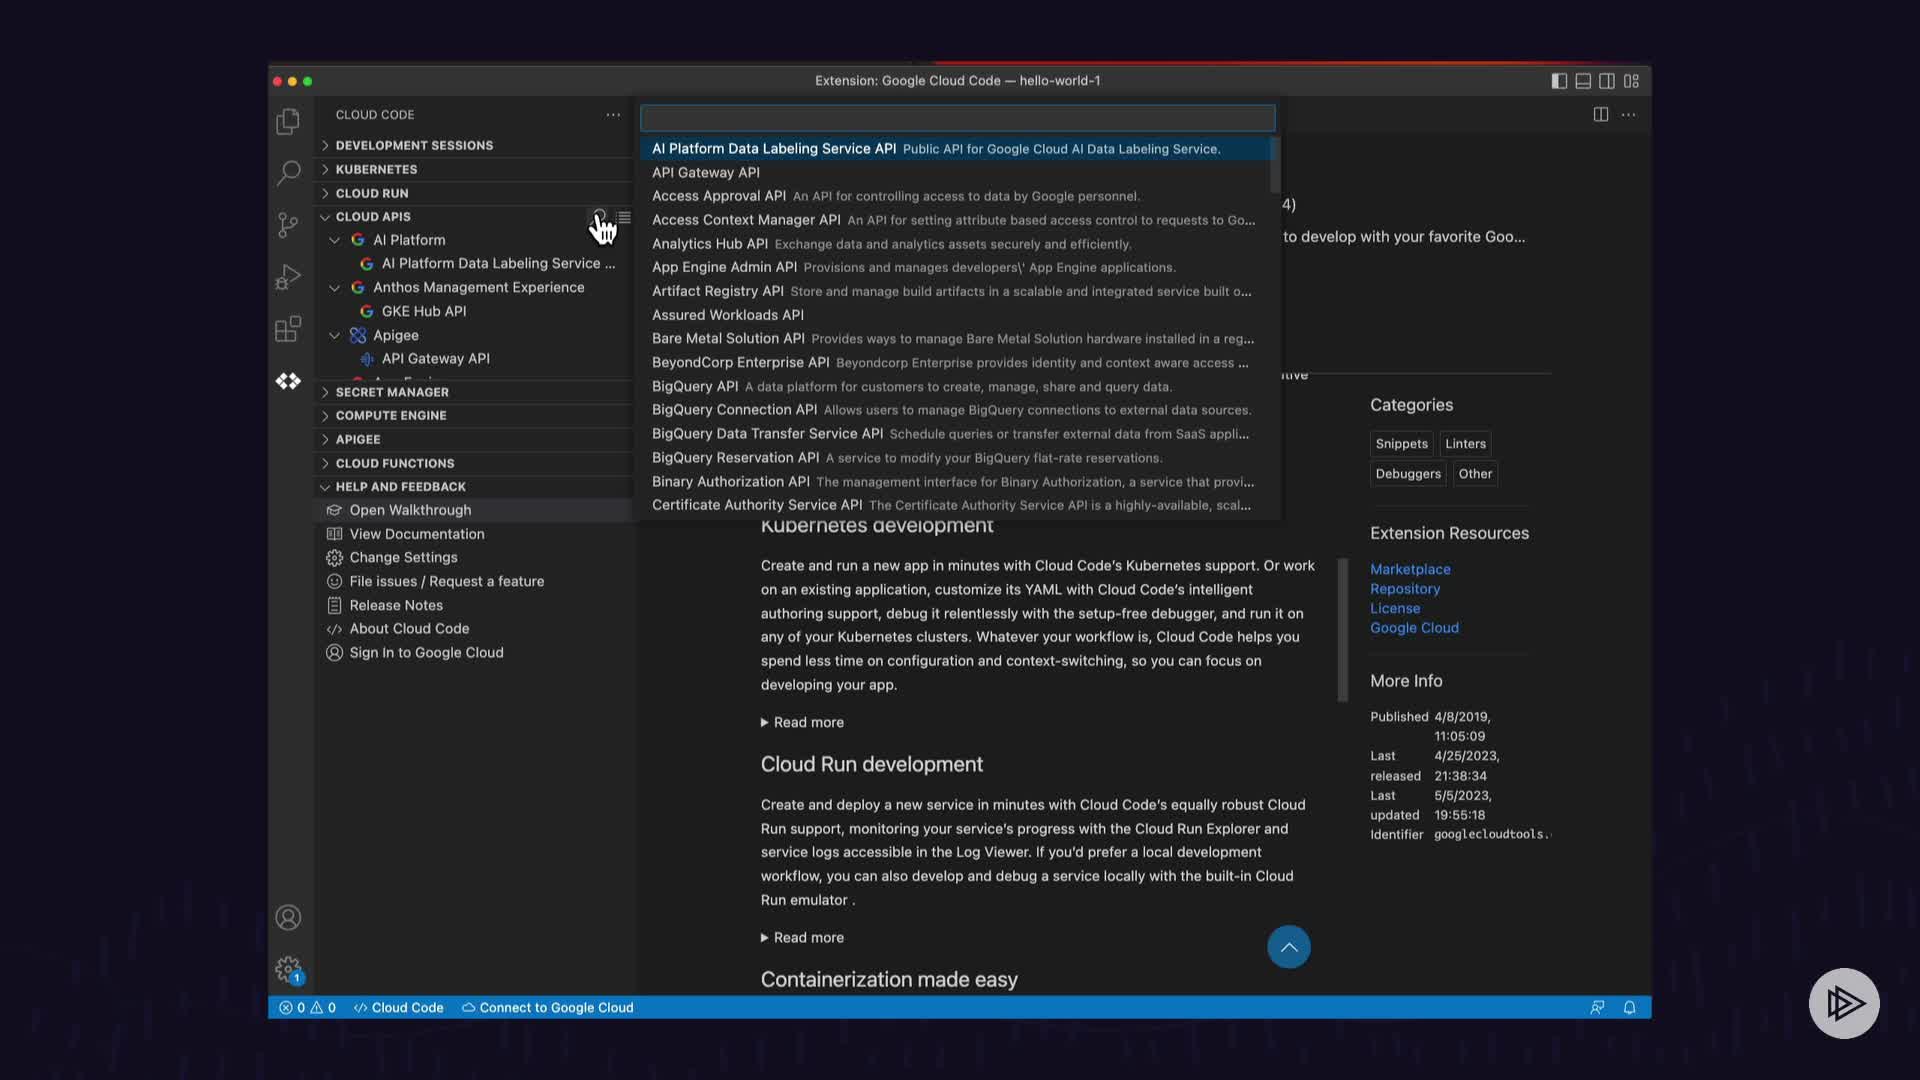 Extension: Google Cloud Code — hello-world-1
CLOUD CODE
DEVELOPMENT SESSIONS
KUBERNETES
CLOUD RUN
CLOUD APIS
AI Platform
AI Platform Data Labeling Service ...
Anthos Management Experience
GKE Hub API
Apigee
API Gateway API
SECRET MANAGER
COMPUTE ENGINE
APIGEE
CLOUD FUNCTIONS
HELP AND FEEDBACK
Open Walkthrough
View Documentation
Change Settings
File issues / Request a feature
Release Notes
About Cloud Code
Sign In to Google Cloud
AI Platform Data Labeling Service API Public API for Google Cloud AI Data Labeling Service.
API Gateway API
Access Approval API An API for controlling access to data by Google personnel.
Access Context Manager API An API for setting attribute based access control to requests to Go...
Analytics Hub API Exchange data and analytics assets securely and efficiently.
App Engine Admin API Provisions and manages developers\' App Engine applications.
Artifact Registry API Store and manage build artifacts in a scalable and integrated service built o...
Assured Workloads API
Bare Metal Solution API Provides ways to manage Bare Metal Solution hardware installed in a reg...
BeyondCorp Enterprise API Beyondcorp Enterprise provides identity and context aware access ...
BigQuery API A data platform for customers to create, manage, share and query data.
BigQuery Connection API Allows users to manage BigQuery connections to external data sources.
BigQuery Data Transfer Service API Schedule queries or transfer external data from SaaS appli...
BigQuery Reservation API A service to modify your BigQuery flat-rate reservations.
Binary Authorization API The management interface for Binary Authorization, a service that provi...
Certificate Authority Service API The Certificate Authority Service API is a highly-available, scal...
4)
to develop with your favorite Goo...
Kubernetes development
Create and run a new app in minutes with Cloud Code's Kubernetes support. Or work
on an existing application, customize its YAML with Cloud Code's intelligent
authoring support, debug it relentlessly with the setup-free debugger, and run it on
any of your Kubernetes clusters. Whatever your workflow is, Cloud Code helps you
spend less time on configuration and context-switching, so you can focus on
developing your app.
Read more
Cloud Run development
Create and deploy a new service in minutes with Cloud Code's equally robust Cloud
Run support, monitoring your service's progress with the Cloud Run Explorer and
service logs accessible in the Log Viewer. If you'd prefer a local development
workflow, you can also develop and debug a service locally with the built-in Cloud
Run emulator .
Read more
Containerization made easy
Categories
Snippets Linters
Debuggers Other
Extension Resources
Marketplace
Repository
License
Google Cloud
More Info
Published 4/8/2019,
11:05:09
Last 4/25/2023,
released 21:38:34
Last 5/5/2023,
updated 19:55:18
Identifier googlecloudtools.
1
0 0 Cloud Code Connect to Google Cloud